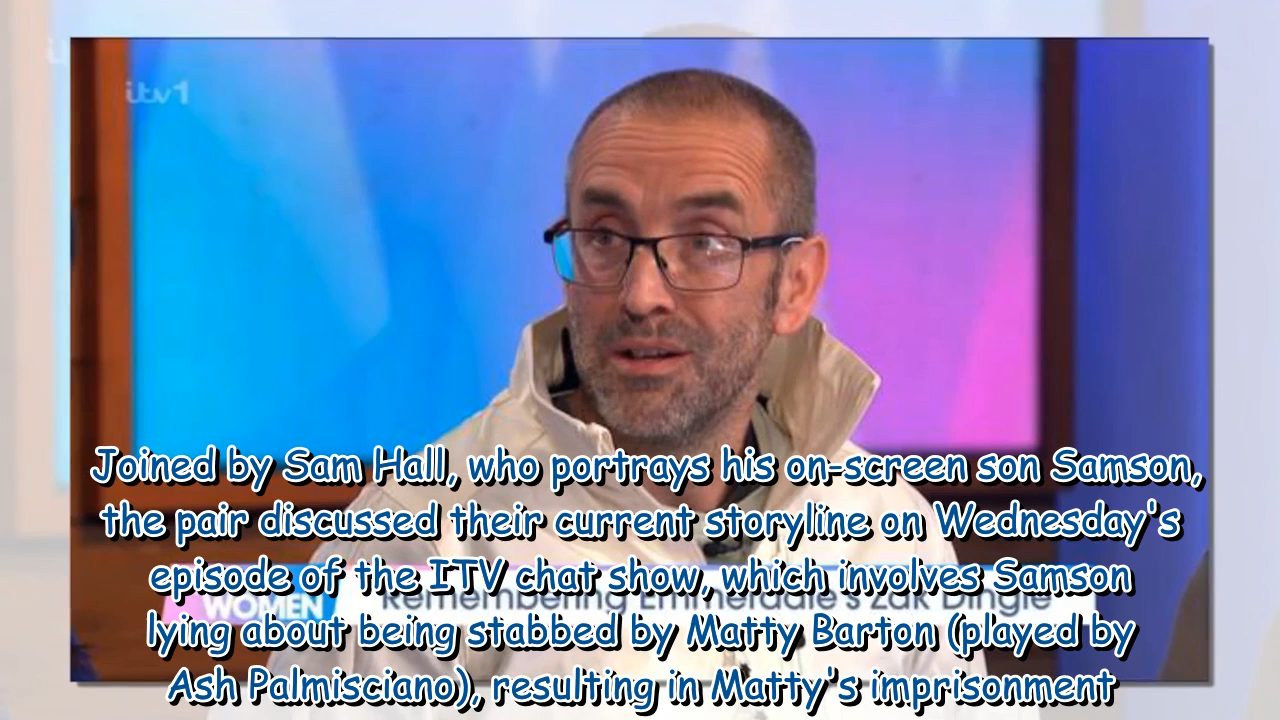 itv1
Joined by Sam Hall, who portrays his on-screen son Samson,
the pair discussed their current storyline on Wednesday's
episode of the ITV chat show, which involves Samson
WOMEN Remembering Emmerdale's Zak Dingle
lying about being stabbed by Matty Barton (played by
Ash Palmisciano), resulting in Matty's imprisonment